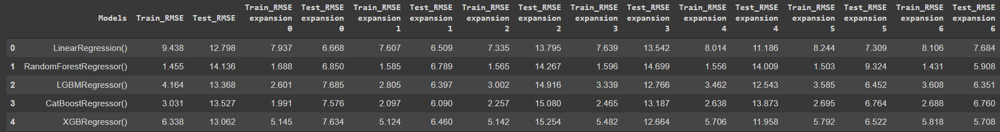 Models Train_RMSE Test_RMSE Train_RMSE expansion 0 Test_RMSE expansion 0 Train_RMSE expansion 1 Test_RMSE expansion 1 Train_RMSE expansion 2 Test_RMSE expansion 2 Train_RMSE expansion 3 Test_RMSE expansion 3 Train_RMSE expansion 4 Test_RMSE expansion 4 Train_RMSE expansion 5 Test_RMSE expansion 5 Train_RMSE expansion 6 Test_RMSE expansion 6
0 LinearRegression() 9.438 12.798 7.937 6.668 7.607 6.509 7.335 13.795 7.639 13.542 8.014 11.186 8.244 7.309 8.106 7.684
1 RandomForestRegressor() 1.455 14.136 1.688 6.850 1.585 6.789 1.565 14.267 1.596 14.699 1.556 14.009 1.503 9.324 1.431 5.908
2 LGBMRegressor() 4.164 13.368 2.601 7.685 2.805 6.397 3.002 14.916 3.339 12.766 3.462 12.543 3.585 6.452 3.608 6.351
3 CatBoostRegressor() 3.031 13.527 1.991 7.576 2.097 6.090 2.257 15.080 2.465 13.187 2.638 13.873 2.695 6.764 2.688 6.760
4 XGBRegressor() 6.338 13.062 5.145 7.634 5.124 6.460 5.142 15.254 5.482 12.664 5.706 11.958 5.792 6.522 5.818 5.708